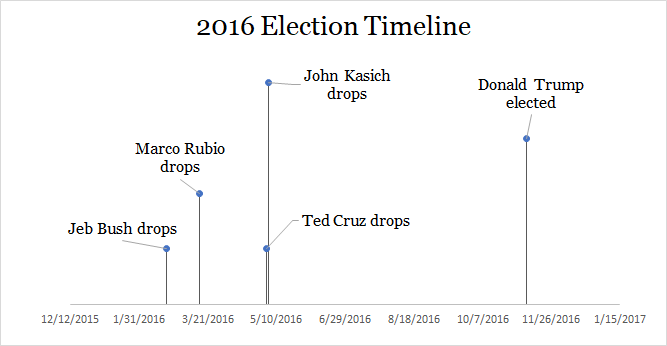 2016 Election Timeline
John Kasich
drops
Donald Trump
elected
Marco Rubio
drops
Jeb Bush drops
Ted Cruz drops
12/12/2015 1/31/2016 3/21/2016 5/10/2016 6/29/2016 8/18/2016 10/7/2016 11/26/2016 1/15/2017